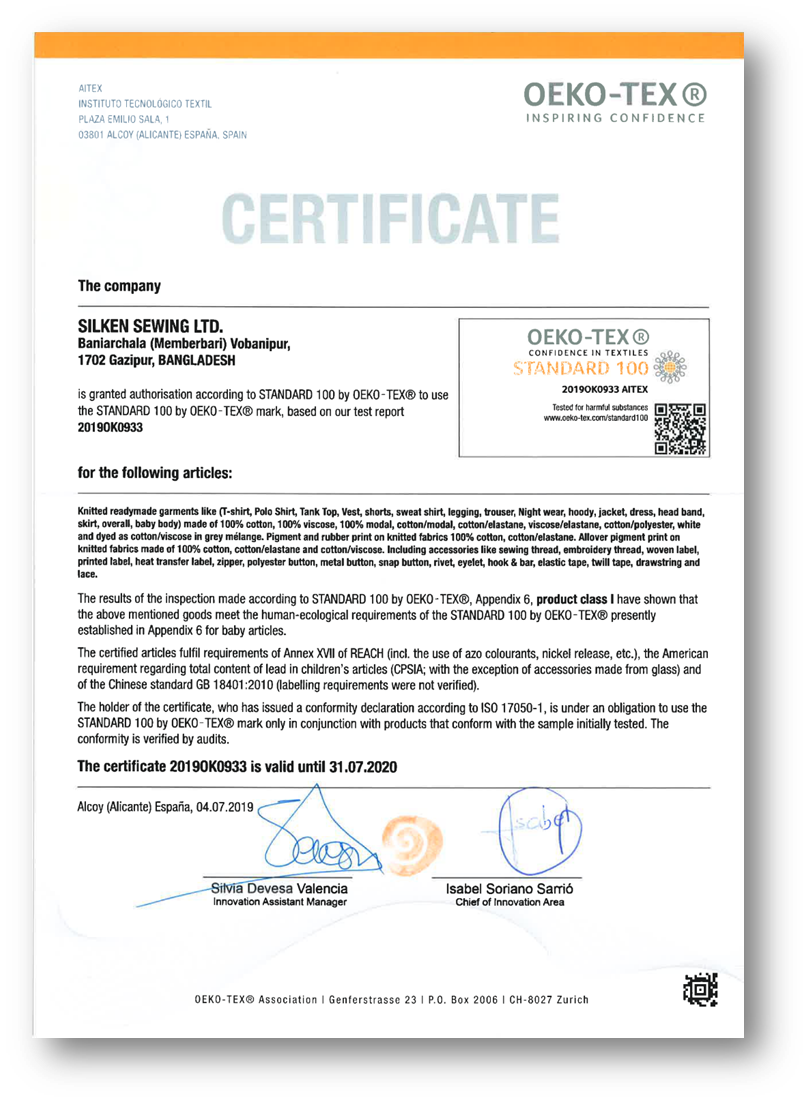 AITEX
INSTITUTO TECNOLÓGICO TEXTIL
PLAZA EMILIO SALA, 1
03801 ALCOY (ALICANTE) ESPAÑA, SPAIN
OEKO-TEX®
INSPIRING CONFIDENCE
CERTIFICATE
The company
SILKEN SEWING LTD.
Baniarchala (Memberbari) Vobanipur,
1702 Gazipur, BANGLADESH
is granted authorisation according to STANDARD 100 by OEKO-TEX® to use
the STANDARD 100 by OEKO-TEX® mark, based on our test report
2019OK0933
OEKO-TEX®
CONFIDENCE IN TEXTILES
STANDARD 100
2019OK0933 AITEX
Tested for harmful substances
www.oeko-tex.com/standard100
for the following articles:
Knitted readymade garments like (T-shirt, Polo Shirt, Tank Top, Vest, shorts, sweat shirt, legging, trouser, Night wear, hoody, jacket, dress, head band,
skirt, overall, baby body) made of 100% cotton, 100% viscose, 100% modal, cotton/modal, cotton/elastane, viscose/elastane, cotton/polyester, white
and dyed as cotton/viscose in grey mélange. Pigment and rubber print on knitted fabrics 100% cotton, cotton/elastane. Allover pigment print on
knitted fabrics made of 100% cotton, cotton/elastane and cotton/viscose. Including accessories like sewing thread, embroidery thread, woven label,
printed label, heat transfer label, zipper, polyester button, metal button, snap button, rivet, eyelet, hook & bar, elastic tape, twill tape, drawstring and
lace.
The results of the inspection made according to STANDARD 100 by OEKO-TEX®, Appendix 6, product class I have shown that
the above mentioned goods meet the human-ecological requirements of the STANDARD 100 by OEKO-TEX® presently
established in Appendix 6 for baby articles.
The certified articles fulfil requirements of Annex XVII of REACH (incl. the use of azo colourants, nickel release, etc.), the American
requirement regarding total content of lead in children's articles (CPSIA; with the exception of accessories made from glass) and
of the Chinese standard GB 18401:2010 (labelling requirements were not verified).
The holder of the certificate, who has issued a conformity declaration according to ISO 17050-1, is under an obligation to use the
STANDARD 100 by OEKO-TEX® mark only in conjunction with products that conform with the sample initially tested. The
conformity is verified by audits.
The certificate 2019OK0933 is valid until 31.07.2020
Alcoy (Alicante) España, 04.07.2019
Isabel
Silvia Devesa Valencia
Innovation Assistant Manager
Isabel Soriano Sarrió
Chief of Innovation Area
OEKO-TEX® Association | Genferstrasse 23 | P.O. Box 2006 | CH-8027 Zurich